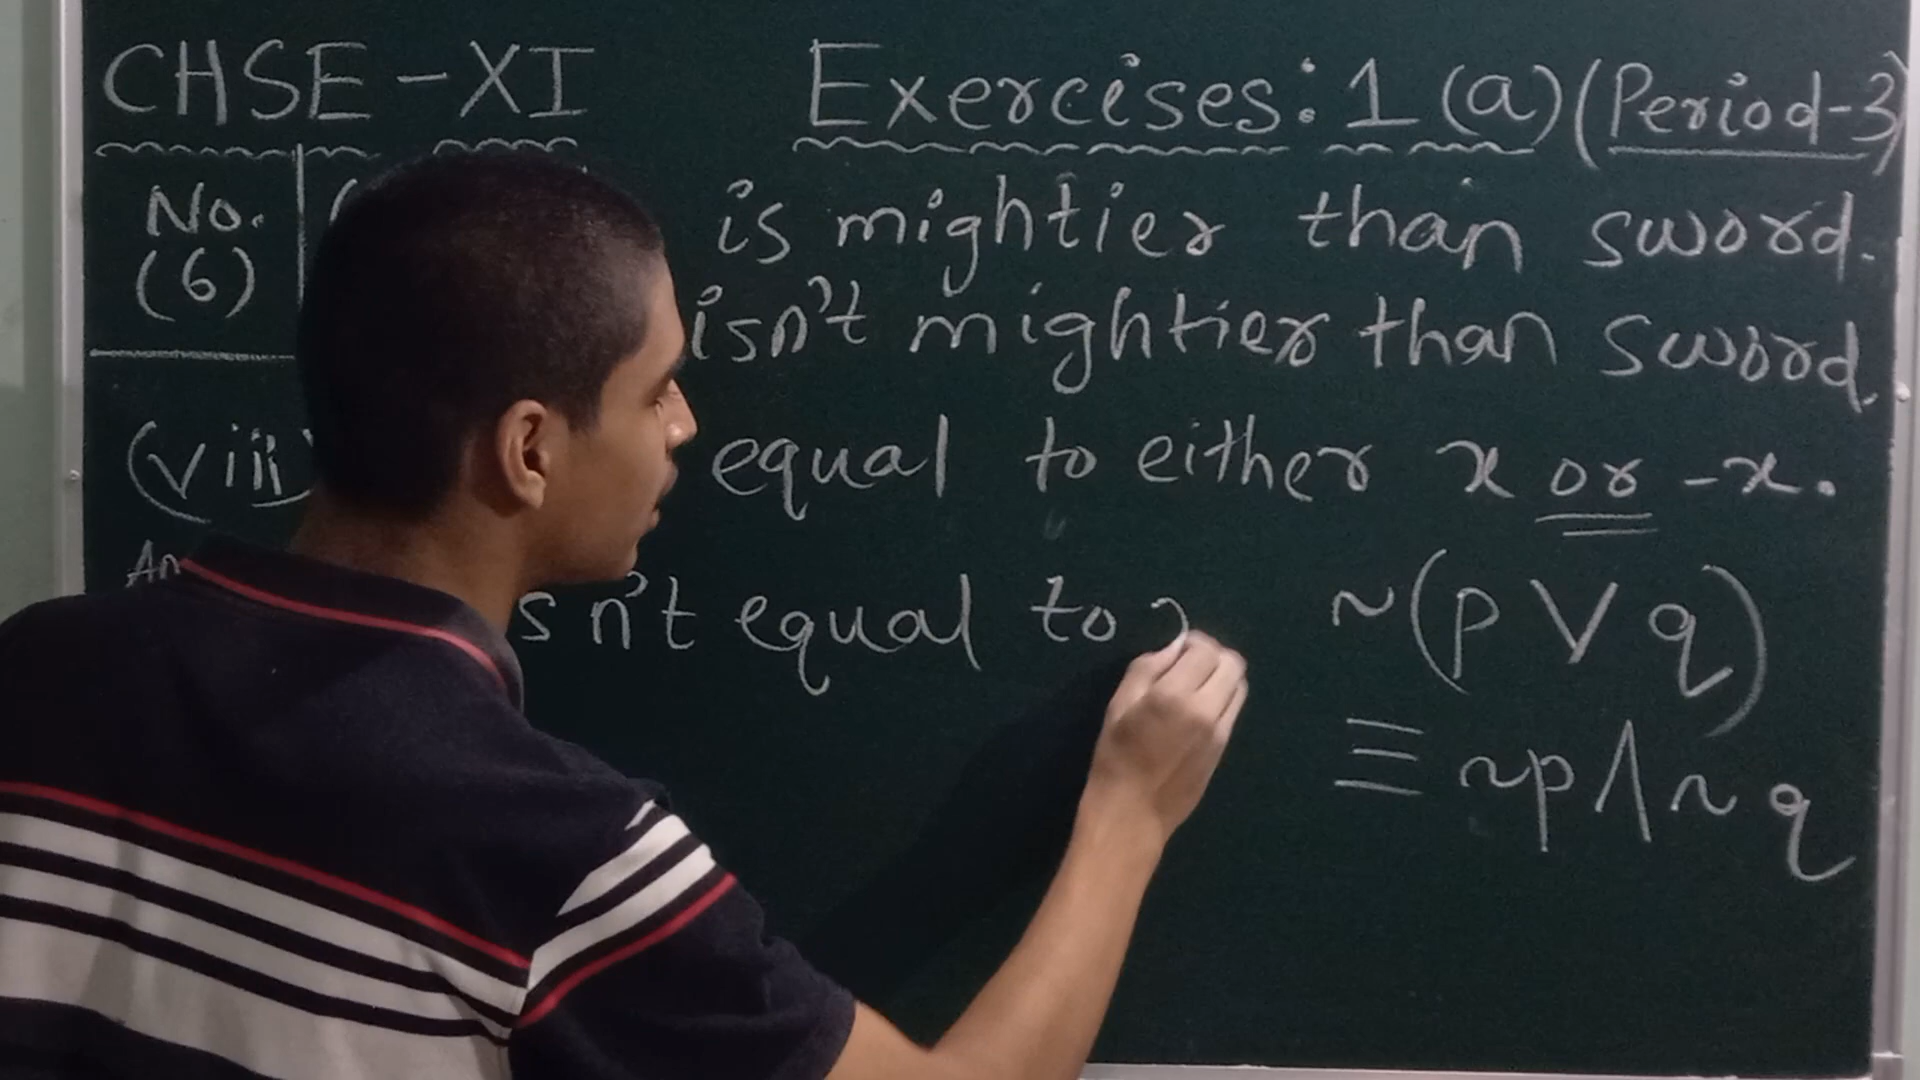 CHSE-XI Exercises: 1 (a) (Period-3)
No. is mightier than sword.
(6) isn't mightier than sword.
(viii) equal to either x or -x.
An sn't equal to
~(p ∨ q)
≡ ~p ∧ ~q